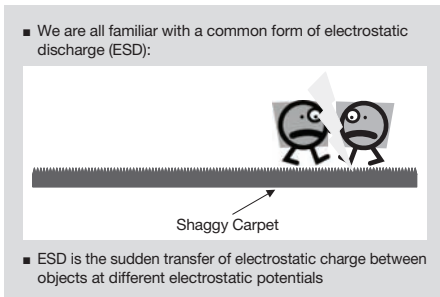 ■ We are all familiar with a common form of electrostatic
discharge (ESD):
Shaggy Carpet
■ ESD is the sudden transfer of electrostatic charge between
objects at different electrostatic potentials